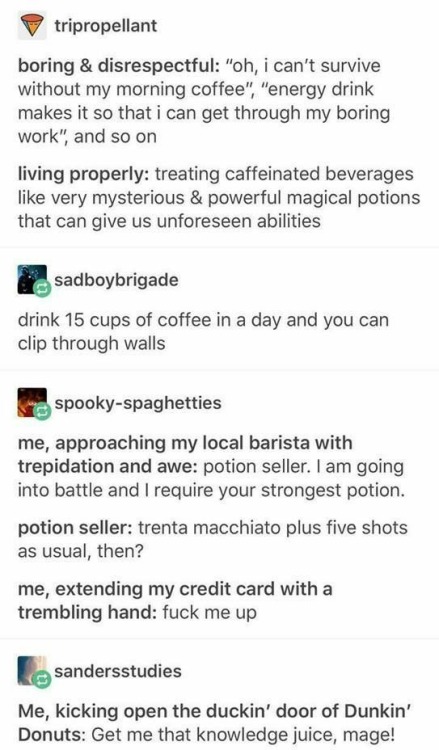 tripropellant
boring & disrespectful: “oh, i can’t survive
without my morning coffee”, “energy drink
makes it so that i can get through my boring
work”, and so on
living properly: treating caffeinated beverages
like very mysterious & powerful magical potions
that can give us unforeseen abilities
sadboybrigade
drink 15 cups of coffee in a day and you can
clip through walls
spooky-spaghetties
me, approaching my local barista with
trepidation and awe: potion seller. I am going
into battle and I require your strongest potion.
potion seller: trenta macchiato plus five shots
as usual, then?
me, extending my credit card with a
trembling hand: fuck me up
sandersstudies
Me, kicking open the duckin’ door of Dunkin’
Donuts: Get me that knowledge juice, mage!